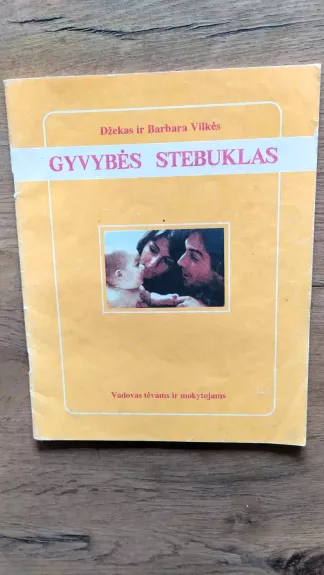 Džekas ir Barbara Vilkės
GYVYBĖS STEBUKLAS
Vadovas tėvams ir mokytojams